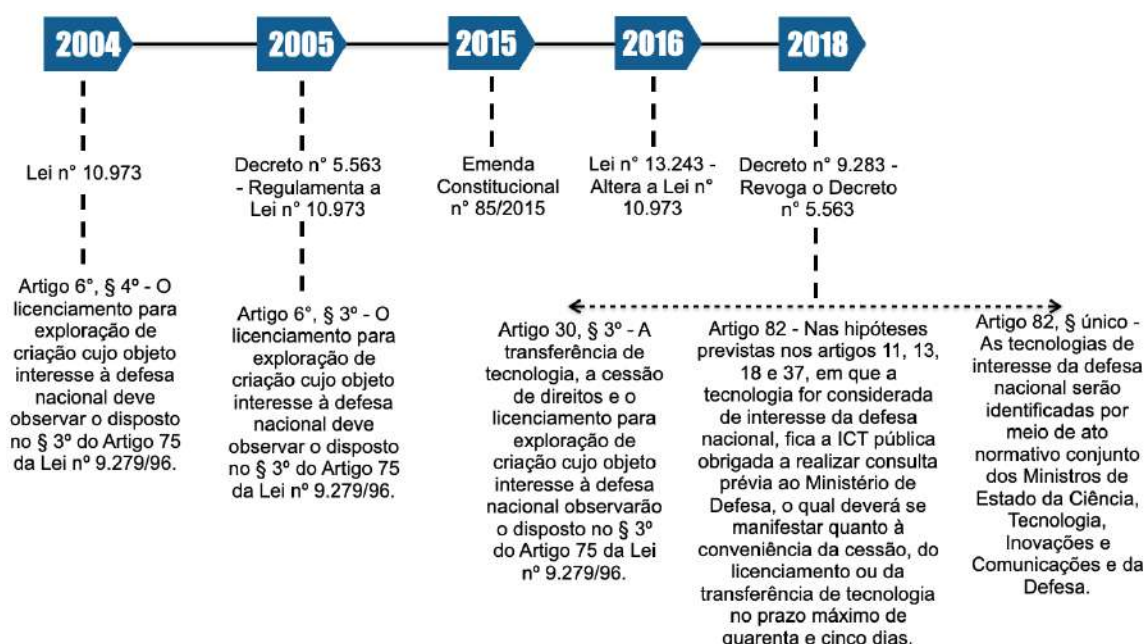 2004
2005
2015
2016
2018
Lei n° 10.973
Decreto n° 5.563
- Regulamenta a
Lei n° 10.973
Emenda
Constitucional
n° 85/2015
Lei n° 13.243 -
Altera a Lei n°
10.973
Decreto n° 9.283 -
Revoga o Decreto
n° 5.563
Artigo 6°, § 4º - O
licenciamento para
exploração de
criação cujo objeto
interesse à defesa
nacional deve
observar o disposto
no § 3º do Artigo 75
da Lei nº 9.279/96.
Artigo 6°, § 3º - O
licenciamento para
exploração de
criação cujo objeto
interesse à defesa
nacional deve
observar o disposto
no § 3º do Artigo 75
da Lei nº 9.279/96.
Artigo 30, § 3º - A
transferência de
tecnologia, a cessão
de direitos e o
licenciamento para
exploração de
criação cujo objeto
interesse à defesa
nacional observarão
o disposto no § 3º
do Artigo 75 da Lei
nº 9.279/96.
Artigo 82 - Nas hipóteses
previstas nos artigos 11, 13,
18 e 37, em que a
tecnologia for considerada
de interesse da defesa
nacional, fica a ICT pública
obrigada a realizar consulta
prévia ao Ministério de
Defesa, o qual deverá se
manifestar quanto à
conveniência da cessão, do
licenciamento ou da
transferência de tecnologia
no prazo máximo de
quarenta e cinco dias.
Artigo 82, § único -
As tecnologias de
interesse da defesa
nacional serão
identificadas por
meio de ato
normativo conjunto
dos Ministros de
Estado da Ciência,
Tecnologia,
Inovações e
Comunicações e da
Defesa.